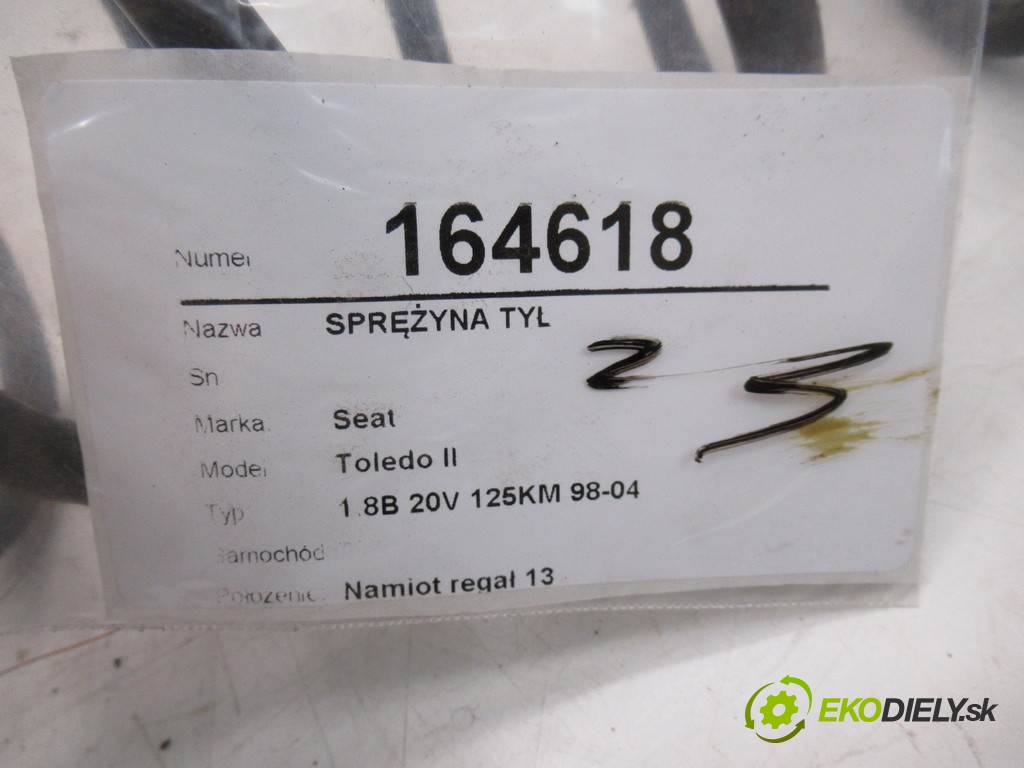 Numer 164618
Nazwa SPRĘŻYNA TYŁ
Sn
Marka Seat
Model Toledo II
Typ 1.8B 20V 125KM 98-04
Samochód
Położenie Namiot regał 13
EKODIELY.sk